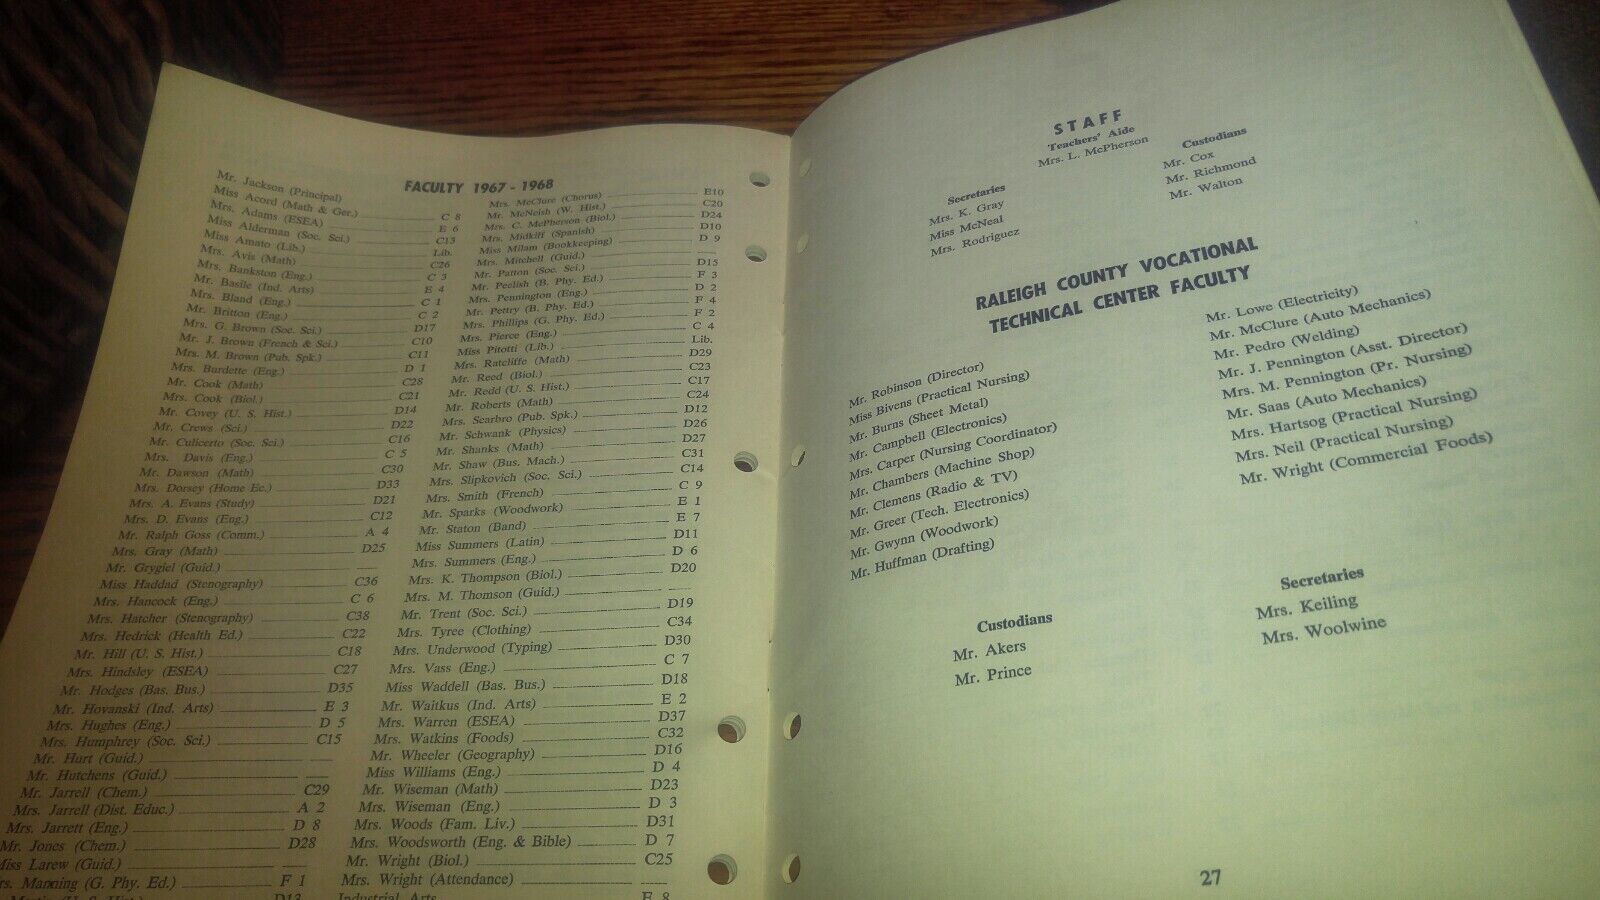 FACULTY 1967 - 1968
Mr. Jackson (Principal)
Miss Acord (Math & Ger.) C 8
Mrs. Adams (ESEA) E 6
Miss Alderman (Soc. Sci.) C13
Miss Amato (Lib.) Lib.
Mrs. Avis (Math) C26
Mrs. Bankston (Eng.) C 3
Mr. Basile (Ind. Arts) E 4
Mrs. Bland (Eng.) C 1
Mr. Britton (Eng.) C 2
Mrs. G. Brown (Soc. Sci.) D17
Mr. J. Brown (French & Sci.) C10
Mrs. M. Brown (Pub. Spk.) C11
Mrs. Burdette (Eng.) D 1
Mr. Cook (Math) C28
Mrs. Cook (Biol.) C21
Mr. Covey (U. S. Hist.) D14
Mr. Crews (Sci.) D22
Mr. Culicerto (Soc. Sci.) C16
Mrs. Davis (Eng.) C 5
Mr. Dawson (Math) C30
Mrs. Dorsey (Home Ec.) D33
Mrs. A. Evans (Study) D21
Mrs. D. Evans (Eng.) C12
Mr. Ralph Goss (Comm.) A 4
Mrs. Gray (Math) D25
Mr. Grygiel (Guid.)
Miss Haddad (Stenography) C36
Mrs. Hancock (Eng.) C 6
Mrs. Hatcher (Stenography) C38
Mrs. Hedrick (Health Ed.) C22
Mr. Hill (U. S. Hist.) C18
Mrs. Hindsley (ESEA) C27
Mr. Hodges (Bas. Bus.) D35
Mr. Hovanski (Ind. Arts) E 3
Mrs. Hughes (Eng.) D 5
Mrs. Humphrey (Soc. Sci.) C15
Mr. Hurt (Guid.)
Mr. Hutchens (Guid.)
Mr. Jarrell (Chem.) C29
Mrs. Jarrell (Dist. Educ.) A 2
Mrs. Jarrett (Eng.) D 8
Mr. Jones (Chem.) D28
Miss Larew (Guid.)
rs. Manning (G. Phy. Ed.) F 1
D13
Mrs. McClure (Chorus) E10
Mr. McNeish (W. Hist.) C20
Mrs. C. McPherson (Biol.) D24
Mrs. Midkiff (Spanish) D10
Miss Milam (Bookkeeping) D 9
Mrs. Mitchell (Guid.)
Mr. Patton (Soc. Sci.) D15
Mr. Peelish (B. Phy. Ed.) F 3
Mrs. Pennington (Eng.) D 2
Mr. Pettry (B. Phy. Ed.) F 4
Mrs. Phillips (G. Phy. Ed.) F 2
Mrs. Pierce (Eng.) C 4
Miss Pitotti (Lib.) Lib.
Mrs. Ratcliffe (Math) D29
Mr. Reed (Biol.) C23
Mr. Redd (U. S. Hist.) C17
Mr. Roberts (Math) C24
Mrs. Scarbro (Pub. Spk.) D12
Mr. Schwank (Physics) D26
Mr. Shanks (Math) D27
Mr. Shaw (Bus. Mach.) C31
Mrs. Slipkovich (Soc. Sci.) C14
Mrs. Smith (French) C 9
Mr. Sparks (Woodwork) E 1
Mr. Staton (Band) E 7
Miss Summers (Latin) D11
Mrs. Summers (Eng.) D 6
Mrs. K. Thompson (Biol.) D20
Mrs. M. Thomson (Guid.)
Mr. Trent (Soc. Sci.) D19
Mrs. Tyree (Clothing) C34
Mrs. Underwood (Typing) D30
Mrs. Vass (Eng.) C 7
Miss Waddell (Bas. Bus.) D18
Mr. Waitkus (Ind. Arts) E 2
Mrs. Warren (ESEA) D37
Mrs. Watkins (Foods) C32
Mr. Wheeler (Geography) D16
Miss Williams (Eng.) D 4
Mr. Wiseman (Math) D23
Mrs. Wiseman (Eng.) D 3
Mrs. Woods (Fam. Liv.) D31
Mrs. Woodsworth (Eng. & Bible) D 7
Mr. Wright (Biol.) C25
Mrs. Wright (Attendance)
Industrial Arts E 8
STAFF
Teachers' Aide
Mrs. L. McPherson
Secretaries
Mrs. K. Gray
Miss McNeal
Mrs. Rodriguez
Custodians
Mr. Cox
Mr. Richmond
Mr. Walton
RALEIGH COUNTY VOCATIONAL
TECHNICAL CENTER FACULTY
Mr. Robinson (Director)
Miss Bivens (Practical Nursing)
Mr. Burns (Sheet Metal)
Mr. Campbell (Electronics)
Mrs. Carper (Nursing Coordinator)
Mr. Chambers (Machine Shop)
Mr. Clemens (Radio & TV)
Mr. Greer (Tech. Electronics)
Mr. Gwynn (Woodwork)
Mr. Huffman (Drafting)
Mr. Lowe (Electricity)
Mr. McClure (Auto Mechanics)
Mr. Pedro (Welding)
Mr. J. Pennington (Asst. Director)
Mrs. M. Pennington (Pr. Nursing)
Mr. Saas (Auto Mechanics)
Mrs. Hartsog (Practical Nursing)
Mrs. Neil (Practical Nursing)
Mr. Wright (Commercial Foods)
Custodians
Mr. Akers
Mr. Prince
Secretaries
Mrs. Keiling
Mrs. Woolwine
27